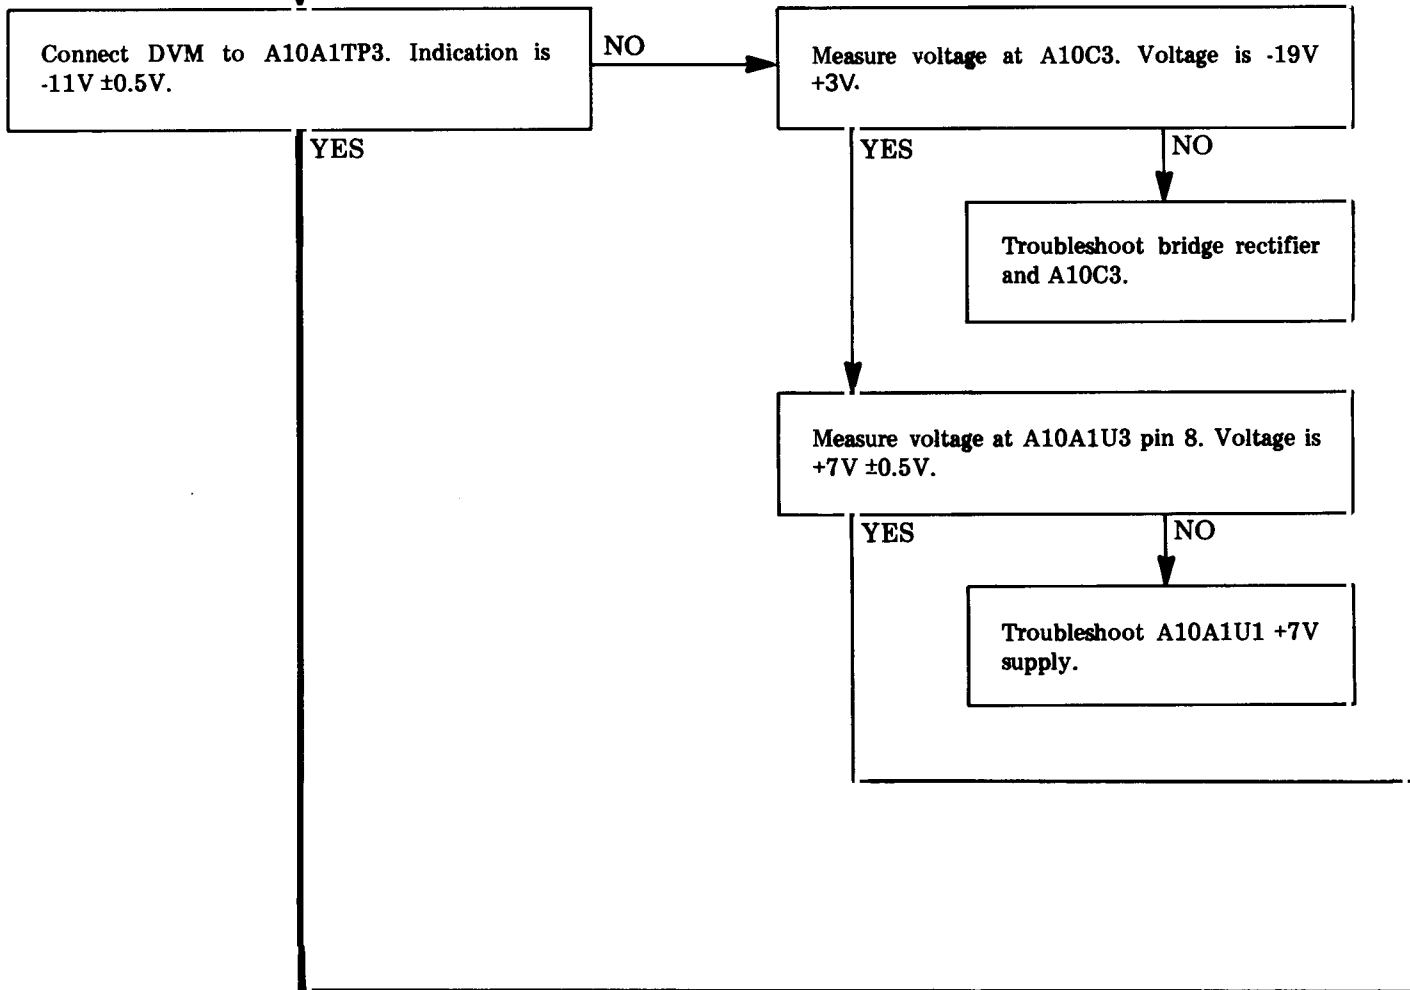 Connect DVM to A10A1TP3. Indication is
-11V ±0.5V.
NO
Measure voltage at A10C3. Voltage is -19V
+3V.
YES
YES
NO
Troubleshoot bridge rectifier
and A10C3.
Measure voltage at A10A1U3 pin 8. Voltage is
+7V ±0.5V.
YES
NO
Troubleshoot A10A1U1 +7V
supply.